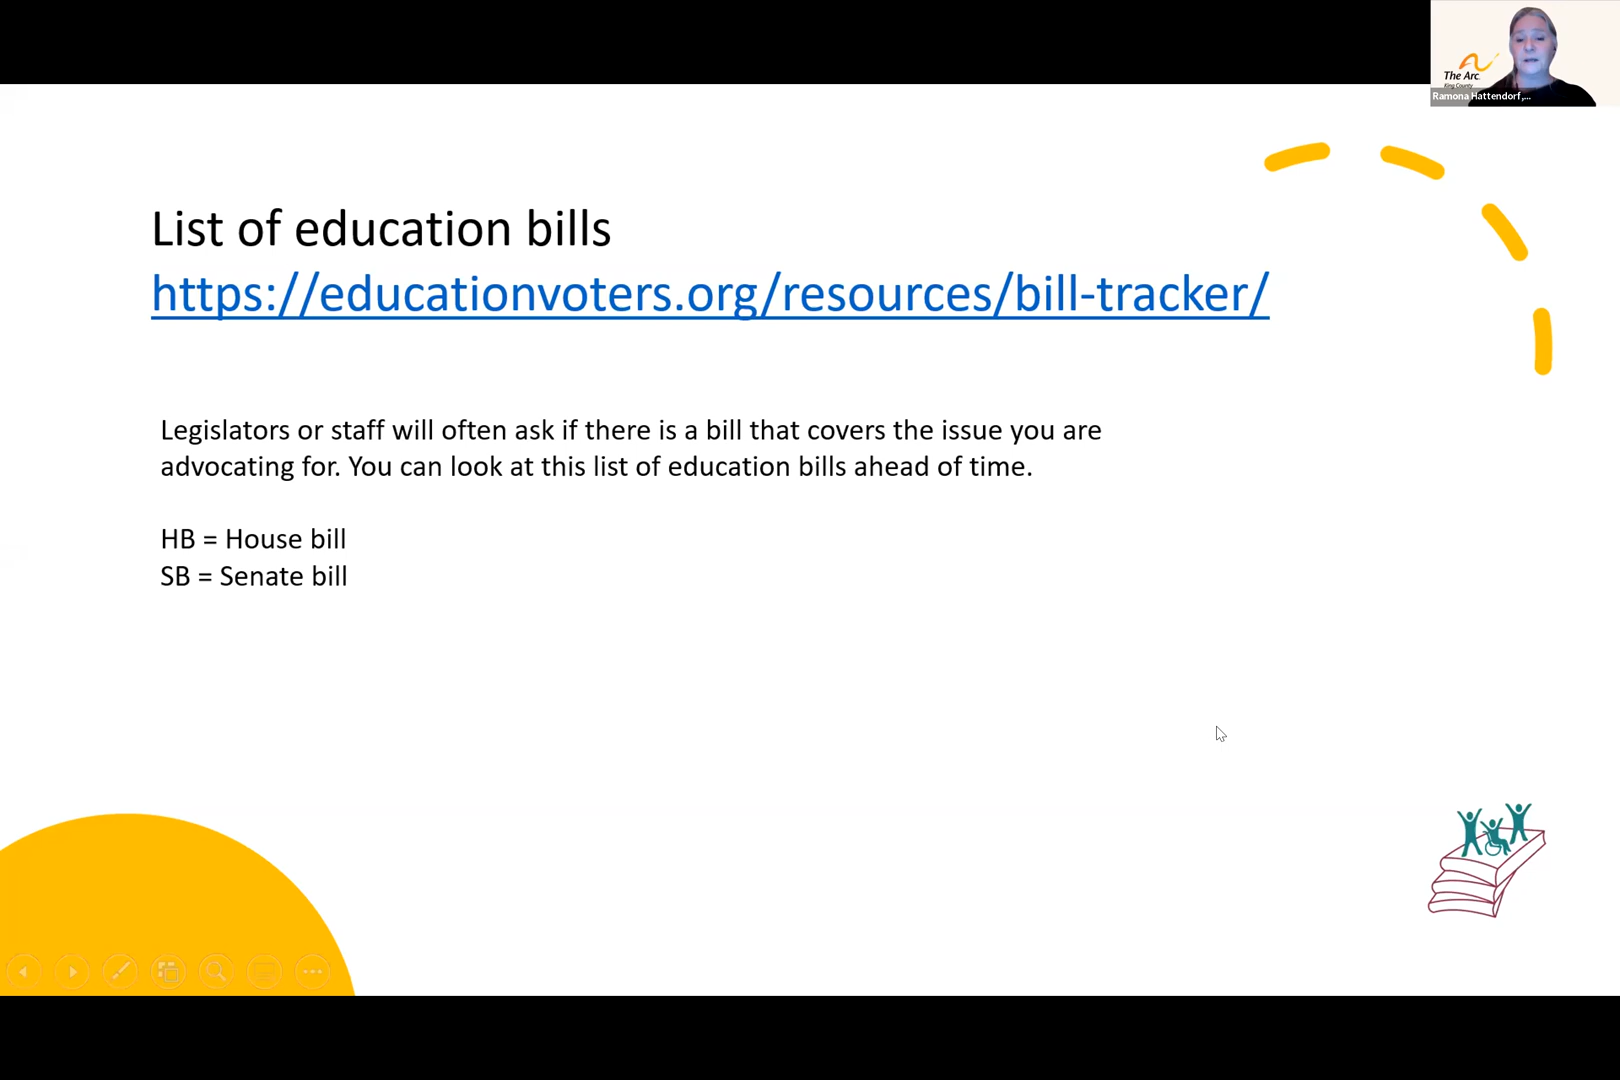 The Arc.
King County
Ramona Hattendorf,...
List of education bills
https://educationvoters.org/resources/bill-tracker/
Legislators or staff will often ask if there is a bill that covers the issue you are
advocating for. You can look at this list of education bills ahead of time.
HB = House bill
SB = Senate bill